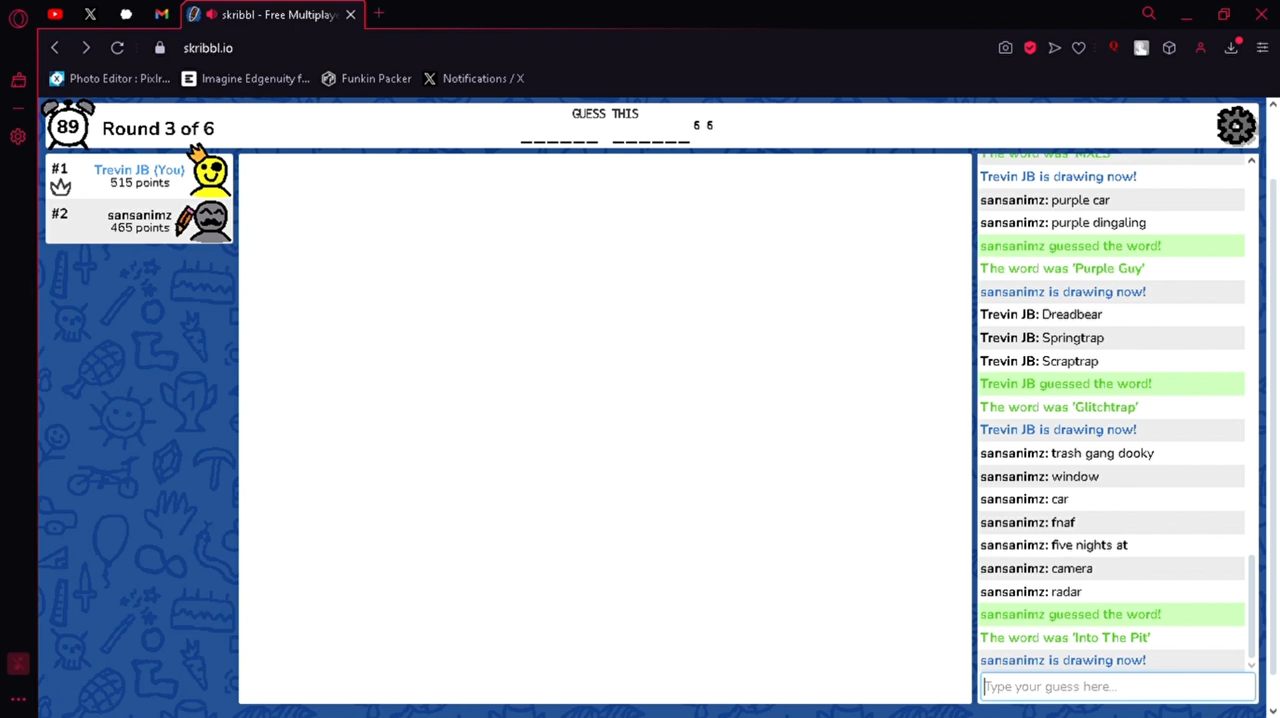 skribbl - Free Multiplaye
skribbl.io
Photo Editor : Pixlr...
Imagine Edgenuity f...
Funkin Packer
Notifications / X
89
Round 3 of 6
GUESS THIS
______ ______ 6 6
#1
Trevin JB (You)
515 points
#2
sansanimz
465 points
Trevin JB is drawing now!
sansanimz: purple car
sansanimz: purple dingaling
sansanimz guessed the word!
The word was 'Purple Guy'
sansanimz is drawing now!
Trevin JB: Dreadbear
Trevin JB: Springtrap
Trevin JB: Scraptrap
Trevin JB guessed the word!
The word was 'Glitchtrap'
Trevin JB is drawing now!
sansanimz: trash gang dooky
sansanimz: window
sansanimz: car
sansanimz: fnaf
sansanimz: five nights at
sansanimz: camera
sansanimz: radar
sansanimz guessed the word!
The word was 'Into The Pit'
sansanimz is drawing now!
Type your guess here...